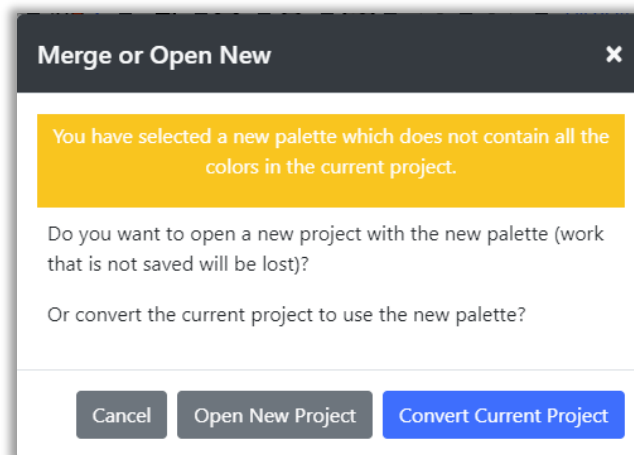 Merge or Open New ×
You have selected a new palette which does not contain all the
colors in the current project.
Do you want to open a new project with the new palette (work
that is not saved will be lost)?
Or convert the current project to use the new palette?
Cancel Open New Project Convert Current Project